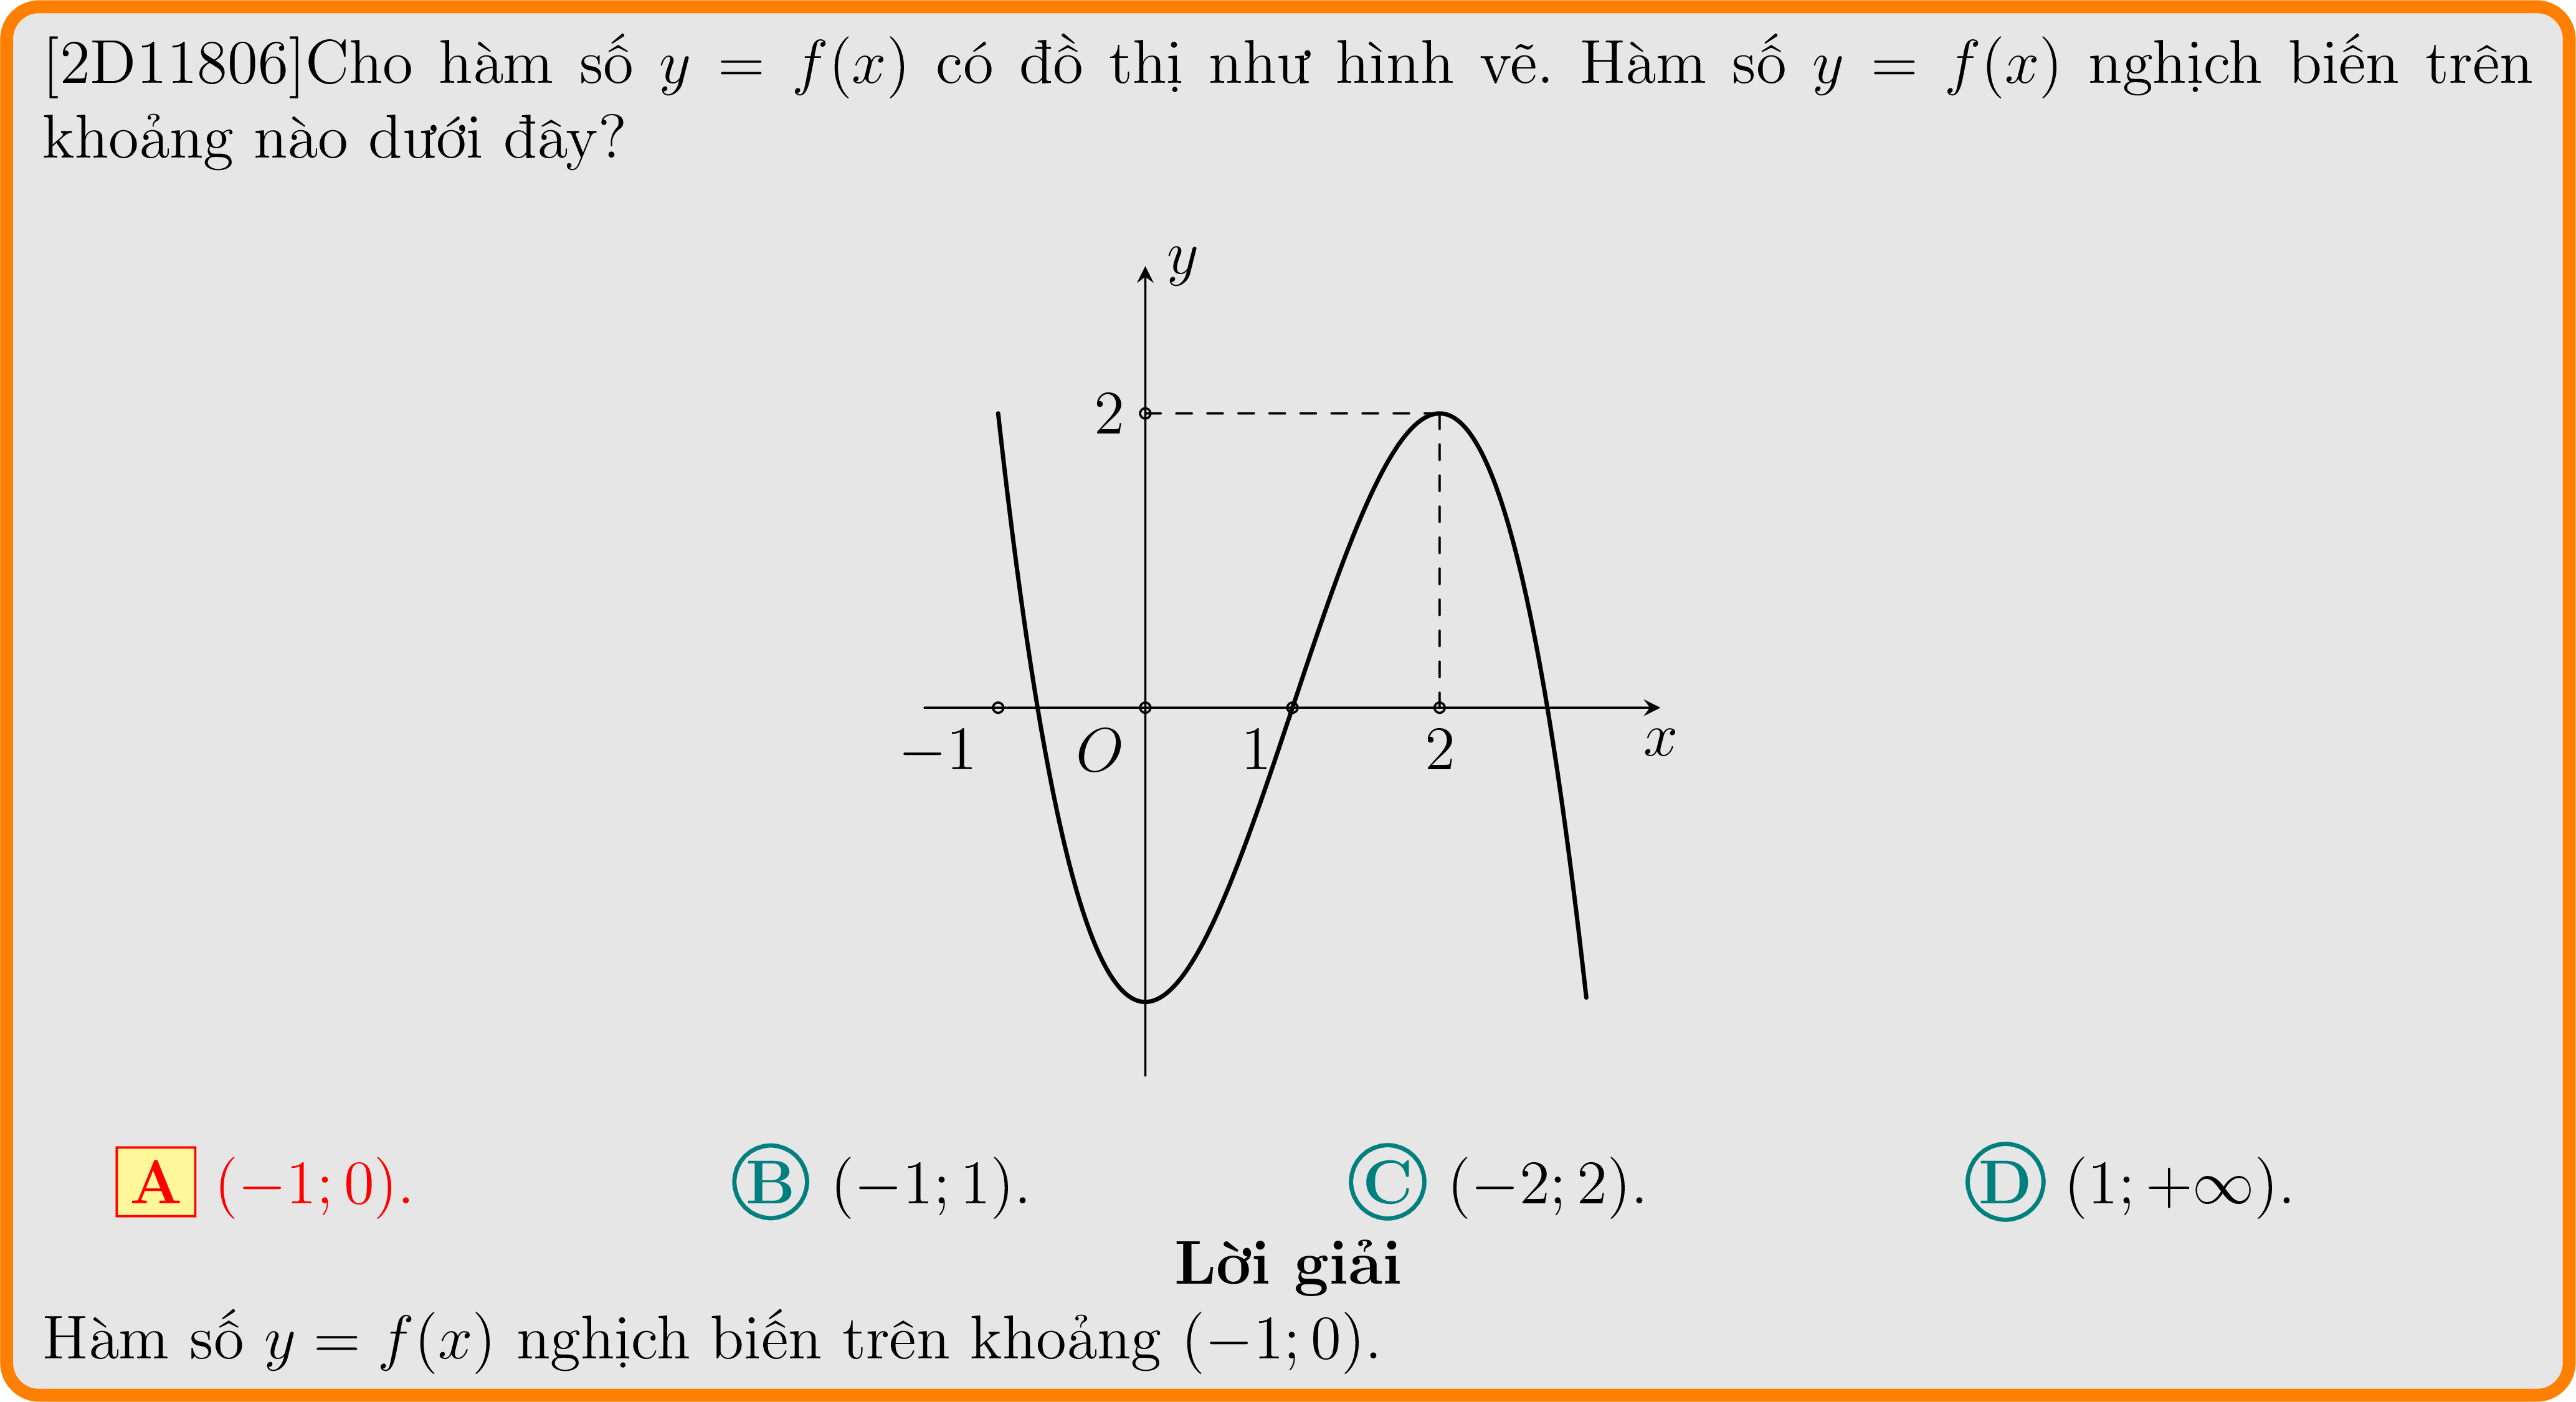 [2D11806]Cho hàm số y = f(x) có đồ thị như hình vẽ. Hàm số y = f(x) nghịch biến trên
khoảng nào dưới đây?
y
2
−1 O 1 2 x
A (−1; 0). B (−1; 1). C (−2; 2). D (1; +∞).
Lời giải
Hàm số y = f(x) nghịch biến trên khoảng (−1; 0).